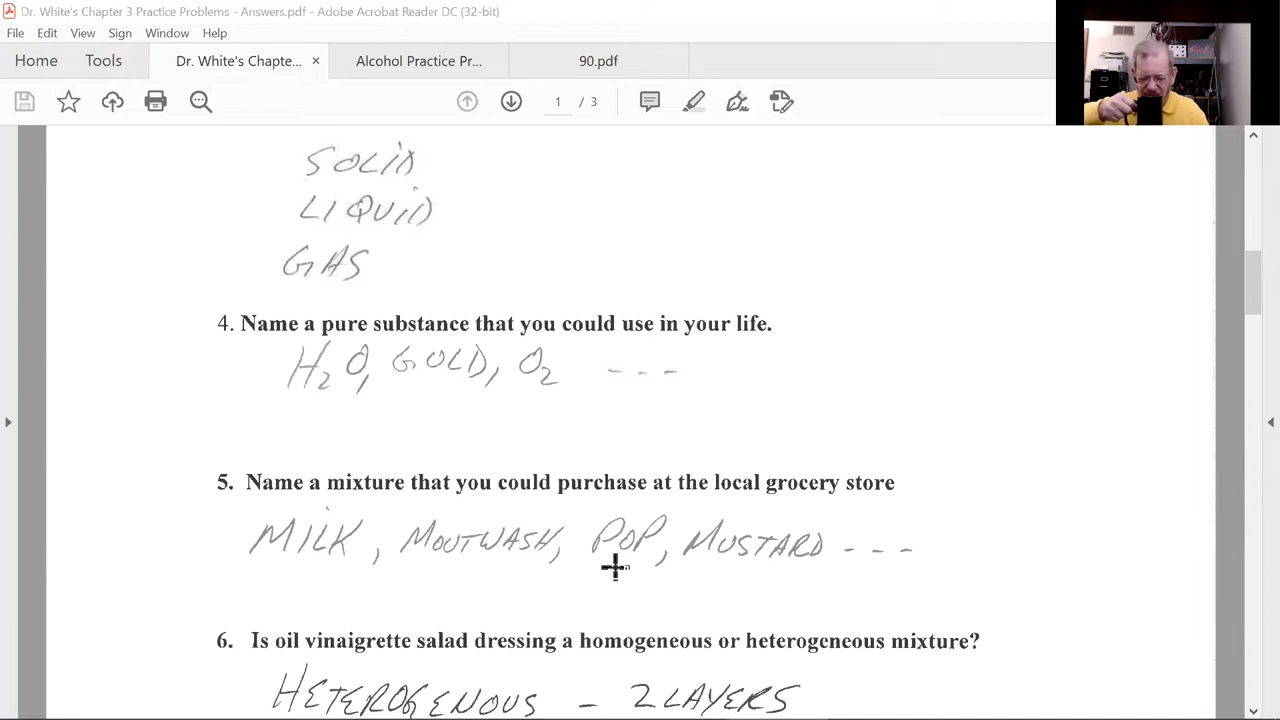 Dr. White's Chapter 3 Practice Problems - Answers.pdf - Adobe Acrobat Reader DC (32-bit)
File Edit View Sign Window Help
Home Tools Dr. White's Chapte... × Alcohol Practice Pr... 90.pdf
1 / 3
SOLID
LIQUID
GAS
4. Name a pure substance that you could use in your life.
H2O, GOLD, O2 ---
5. Name a mixture that you could purchase at the local grocery store
MILK, MOUTWASH, POP, MUSTARD ---
6. Is oil vinaigrette salad dressing a homogeneous or heterogeneous mixture?
HETEROGENOUS - 2 LAYERS